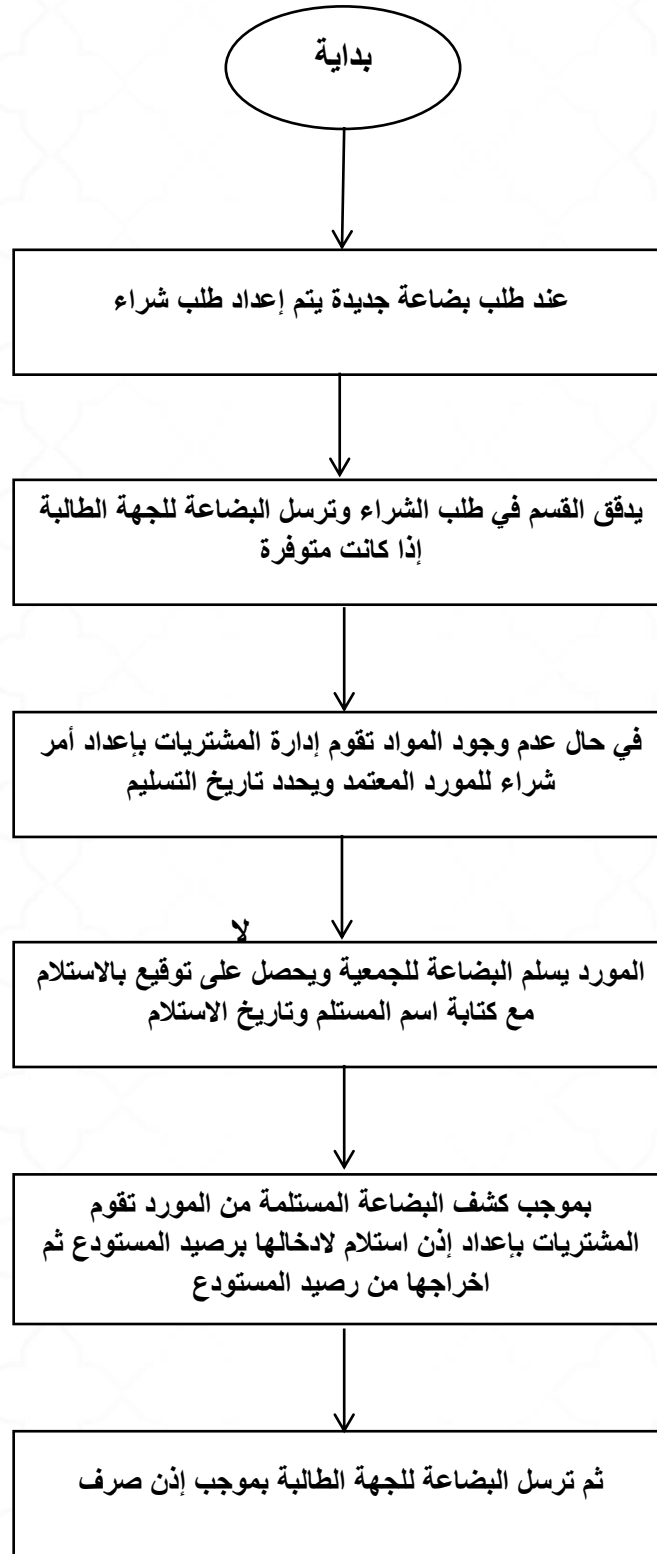 بداية
عند طلب بضاعة جديدة يتم إعداد طلب شراء
يدقق القسم في طلب الشراء وترسل البضاعة للجهة الطالبة
إذا كانت متوفرة
في حال عدم وجود المواد تقوم إدارة المشتريات بإعداد أمر
شراء للمورد المعتمد ويحدد تاريخ التسليم
لا
المورد يسلم البضاعة للجمعية ويحصل على توقيع بالاستلام
مع كتابة اسم المستلم وتاريخ الاستلام
بموجب كشف البضاعة المستلمة من المورد تقوم
المشتريات بإعداد إذن استلام لادخالها برصيد المستودع ثم
اخراجها من رصيد المستودع
ثم ترسل البضاعة للجهة الطالبة بموجب إذن صرف